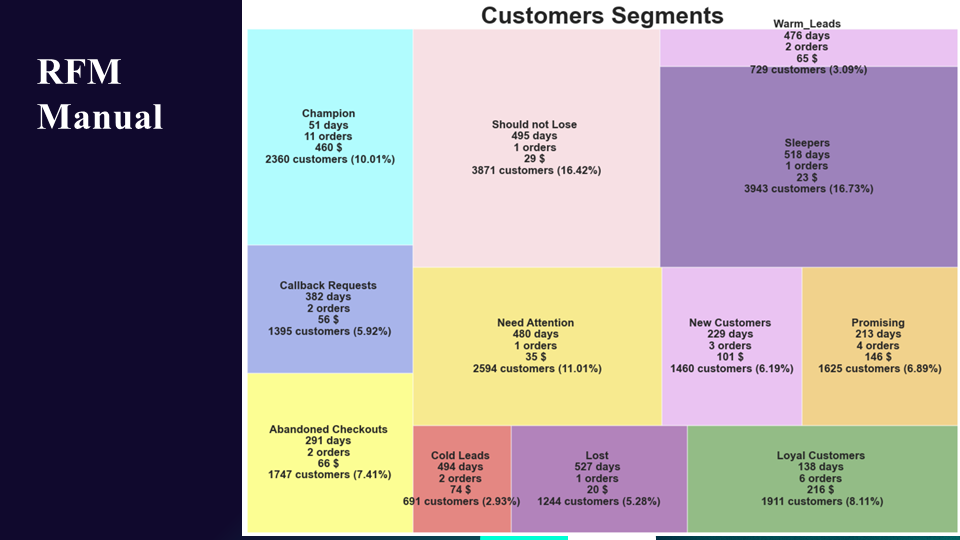 RFM
Manual
Customers Segments
Champion
51 days
11 orders
460 $
2360 customers (10.01%)
Should not Lose
495 days
1 orders
29 $
3871 customers (16.42%)
Warm_Leads
476 days
2 orders
65 $
729 customers (3.09%)
Sleepers
518 days
1 orders
23 $
3943 customers (16.73%)
Callback Requests
382 days
2 orders
56 $
1395 customers (5.92%)
Need Attention
480 days
1 orders
35 $
2594 customers (11.01%)
New Customers
229 days
3 orders
101 $
1460 customers (6.19%)
Promising
213 days
4 orders
146 $
1625 customers (6.89%)
Abandoned Checkouts
291 days
2 orders
66 $
1747 customers (7.41%)
Cold Leads
494 days
2 orders
74 $
691 customers (2.93%)
Lost
527 days
1 orders
20 $
1244 customers (5.28%)
Loyal Customers
138 days
6 orders
216 $
1911 customers (8.11%)